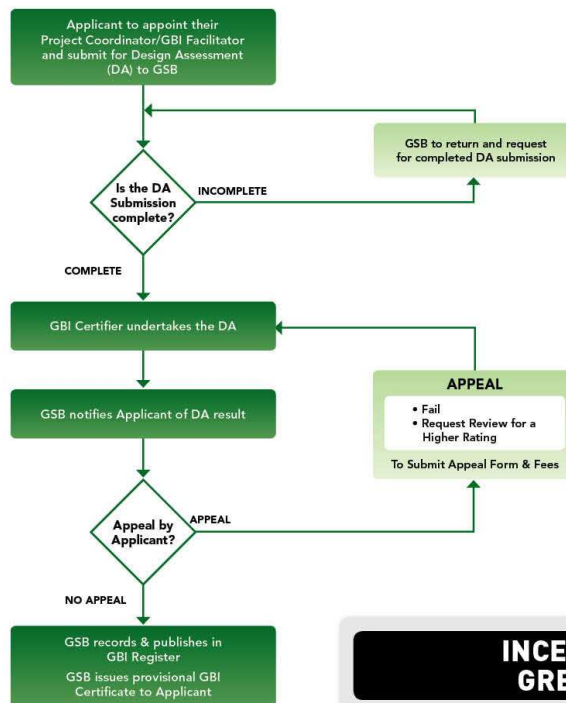 Applicant to appoint their
Project Coordinator/GBI Facilitator
and submit for Design Assessment
(DA) to GSB
GSB to return and request
for completed DA submission
Is the DA
Submission
complete?
INCOMPLETE
COMPLETE
GBI Certifier undertakes the DA
APPEAL
• Fail
• Request Review for a
Higher Rating
To Submit Appeal Form & Fees
GSB notifies Applicant of DA result
Appeal by
Applicant?
APPEAL
NO APPEAL
GSB records & publishes in
GBI Register
GSB issues provisional GBI
Certificate to Applicant
INCE
GRE